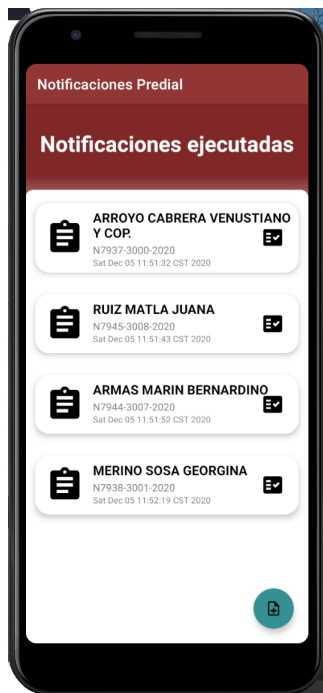 Notificaciones Predial
Notificaciones ejecutadas
ARROYO CABRERA VENUSTIANO
Y COP.
N7937-3000-2020
Sat Dec 05 11:51:32 CST 2020
RUIZ MATLA JUANA
N7945-3008-2020
Sat Dec 05 11:51:43 CST 2020
ARMAS MARIN BERNARDINO
N7944-3007-2020
Sat Dec 05 11:51:52 CST 2020
MERINO SOSA GEORGINA
N7938-3001-2020
Sat Dec 05 11:52:19 CST 2020